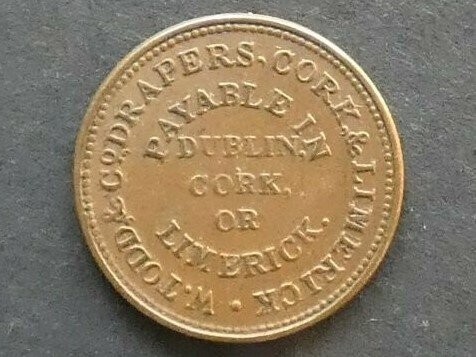 W. TODD & Co DRAPERS, CORK, & LIMERICK
PAYABLE IN
DUBLIN,
CORK,
OR
LIMERICK.